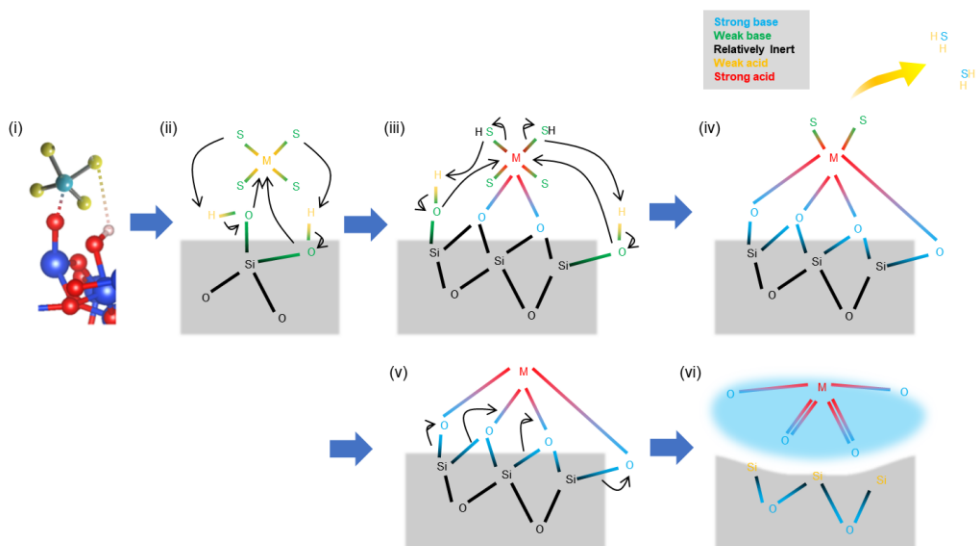 Strong base
Weak base
Relatively Inert
Weak acid
Strong acid
H S
H
SH
H
(i)
(ii)
S S
M
S S
H O H
O
Si
O
O
(iii)
H S S H
M
S S
H
O
O O
H
O
Si Si Si
O O
(iv)
S S
M
O O O O
Si Si Si
O O
(v)
M
O O O O
Si Si Si
O O
(vi)
O M O
O O
Si Si Si
O O